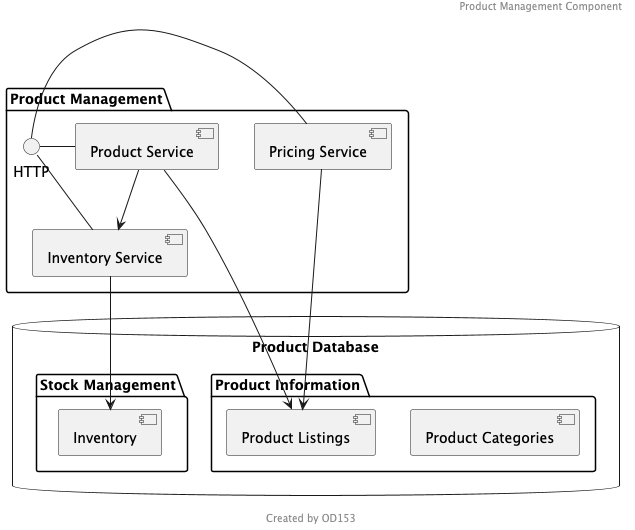 Product Management Component
Product Management
Product Service
Pricing Service
HTTP
Inventory Service
Product Database
Stock Management
Product Information
Inventory
Product Listings
Product Categories
Created by OD153